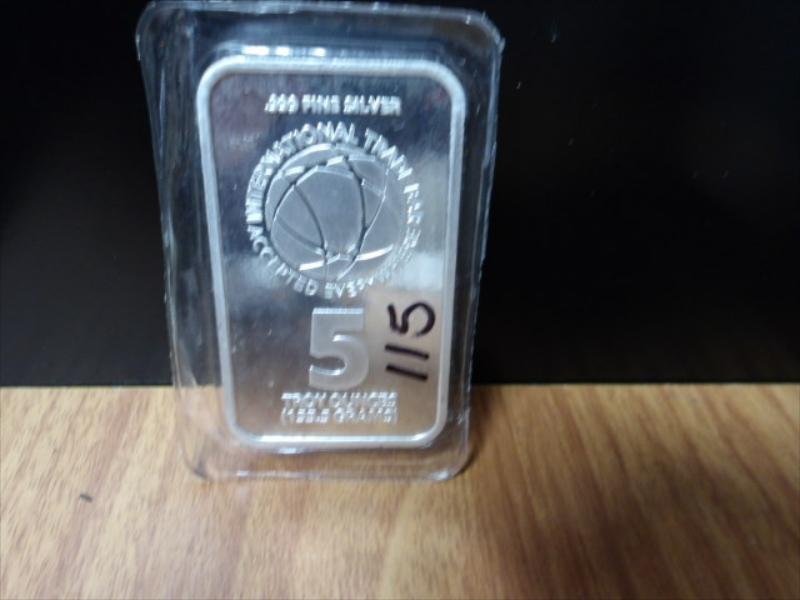 .999 FINE SILVER
INTERNATIONAL TRADE BAR
ACCEPTED EVERYWHERE
5
115
TROY OUNCES
(155.5 GRAMS)